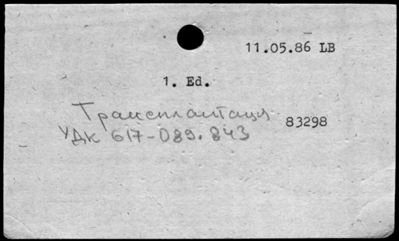 11.05.86 LB
1. Ed.
Трансплантация
83298
УДК 617-089.843